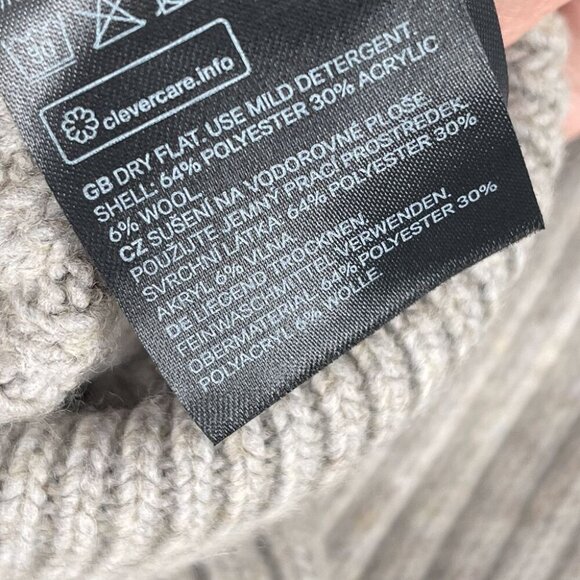 clevercare.info
GB DRY FLAT. USE MILD DETERGENT.
SHELL: 64% POLYESTER 30% ACRYLIC
6% WOOL.
CZ SUŠENÍ NA VODOROVNÉ PLOŠE.
POUŽIJTE JEMNÝ PRACÍ PROSTŘEDEK.
SVRCHNÍ LÁTKA: 64% POLYESTER 30%
AKRYL 6% VLNA.
DE LIEGEND TROCKNEN.
FEINWASCHMITTEL VERWENDEN.
OBERMATERIAL: 64% POLYESTER 30%
POLYACRYL 6% WOLLE.